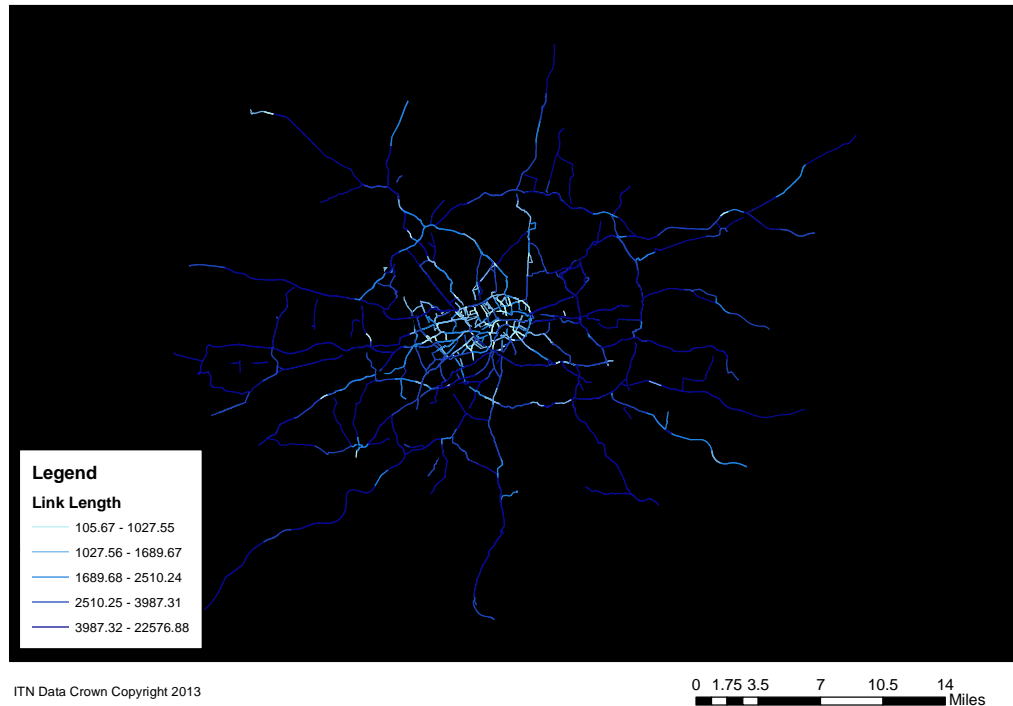 Legend
Link Length
105.67 - 1027.55
1027.56 - 1689.67
1689.68 - 2510.24
2510.25 - 3987.31
3987.32 - 22576.88
ITN Data Crown Copyright 2013
0 1.75 3.5 7 10.5 14
Miles